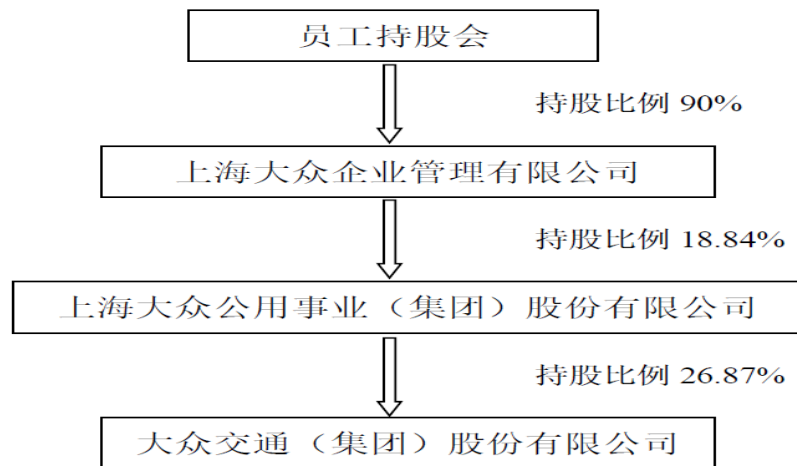 员工持股会
持股比例 90%
上海大众企业管理有限公司
持股比例 18.84%
上海大众公用事业（集团）股份有限公司
持股比例 26.87%
大众交通（集团）股份有限公司